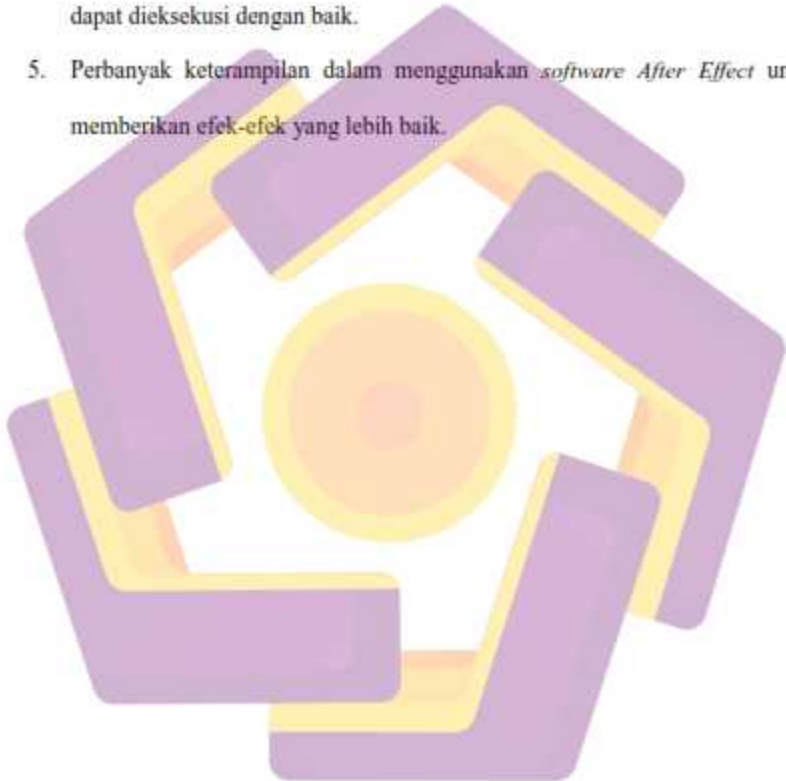 dapat dieksekusi dengan baik.
5. Perbanyak keterampilan dalam menggunakan software After Effect
memberikan efek-efek yang lebih baik.